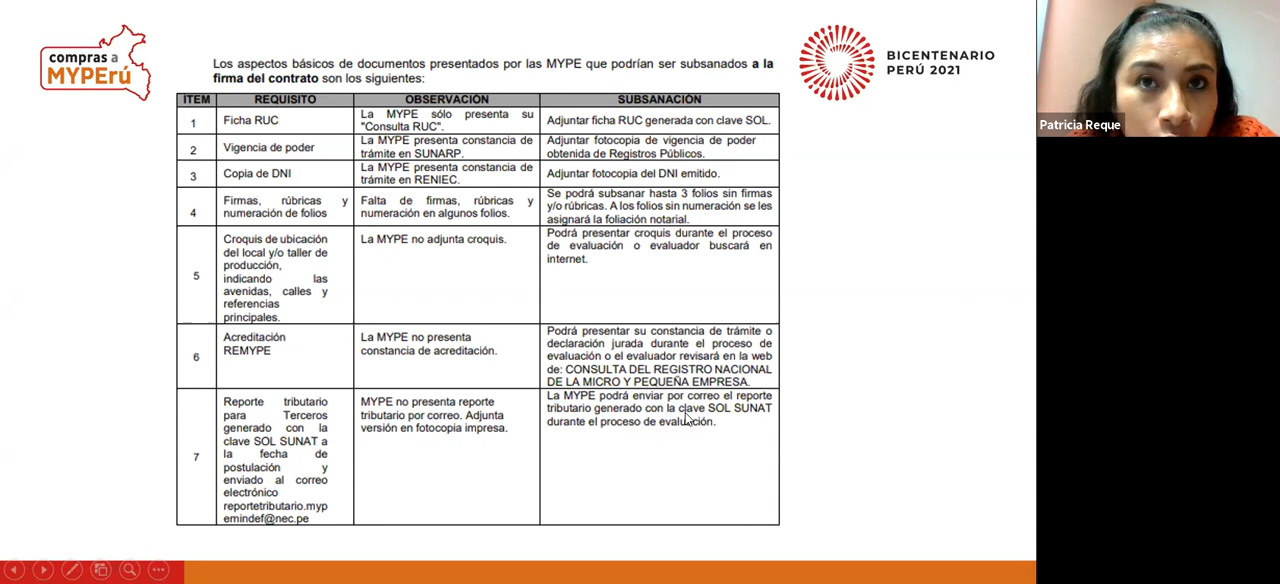 compras a
MYPErú
Los aspectos básicos de documentos presentados por las MYPE que podrían ser subsanados a la
firma del contrato son los siguientes:
BICENTENARIO
PERÚ 2021
Patricia Reque
ÍTEM REQUISITO OBSERVACIÓN SUBSANACIÓN
1
Ficha RUC
La MYPE sólo presenta su
"Consulta RUC".
Adjuntar ficha RUC generada con clave SOL.
2
Vigencia de poder
La MYPE presenta constancia de
trámite en SUNARP.
Adjuntar fotocopia de vigencia de poder
obtenida de Registros Públicos.
3
Copia de DNI
La MYPE presenta constancia de
trámite en RENIEC.
Adjuntar fotocopia del DNI emitido.
4
Firmas, rúbricas y
numeración de folios
Falta de firmas, rúbricas y
numeración en algunos folios.
Se podrá subsanar hasta 3 folios sin firmas
y/o rúbricas. A los folios sin numeración se les
asignará la foliación notarial.
5
Croquis de ubicación
del local y/o taller de
producción,
indicando las
avenidas, calles y
referencias
principales.
La MYPE no adjunta croquis.
Podrá presentar croquis durante el proceso
de evaluación o evaluador buscará en
internet.
6
Acreditación
REMYPE
La MYPE no presenta
constancia de acreditación.
Podrá presentar su constancia de trámite o
declaración jurada durante el proceso de
evaluación o el evaluador revisará en la web
de: CONSULTA DEL REGISTRO NACIONAL
DE LA MICRO Y PEQUEÑA EMPRESA.
7
Reporte tributario
para Terceros
generado con la
clave SOL SUNAT a
la fecha de
postulación y
enviado al correo
electrónico
reportetributario.myp
emindef@nec.pe
MYPE no presenta reporte
tributario por correo. Adjunta
versión en fotocopia impresa.
La MYPE podrá enviar por correo el reporte
tributario generado con la clave SOL SUNAT
durante el proceso de evaluación.